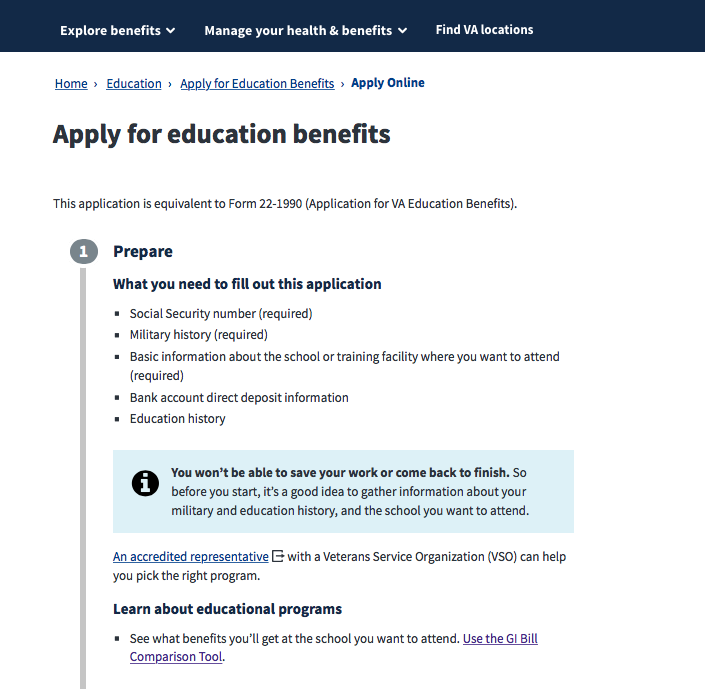 Explore benefits Manage your health & benefits Find VA locations
Home › Education › Apply for Education Benefits › Apply Online
Apply for education benefits
This application is equivalent to Form 22-1990 (Application for VA Education Benefits).
1 Prepare
What you need to fill out this application
Social Security number (required)
Military history (required)
Basic information about the school or training facility where you want to attend
(required)
Bank account direct deposit information
Education history
You won’t be able to save your work or come back to finish. So
before you start, it's a good idea to gather information about your
military and education history, and the school you want to attend.
An accredited representative with a Veterans Service Organization (VSO) can help
you pick the right program.
Learn about educational programs
See what benefits you’ll get at the school you want to attend. Use the GI Bill
Comparison Tool.